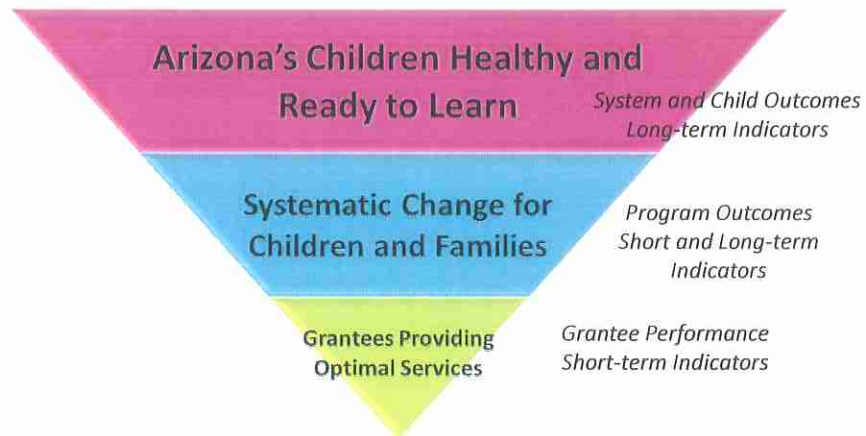 Arizona's Children Healthy and
Ready to Learn
System and Child Outcomes
Long-term Indicators
Systematic Change for
Children and Families
Program Outcomes
Short and Long-term
Indicators
Grantees Providing
Optimal Services
Grantee Performance
Short-term Indicators